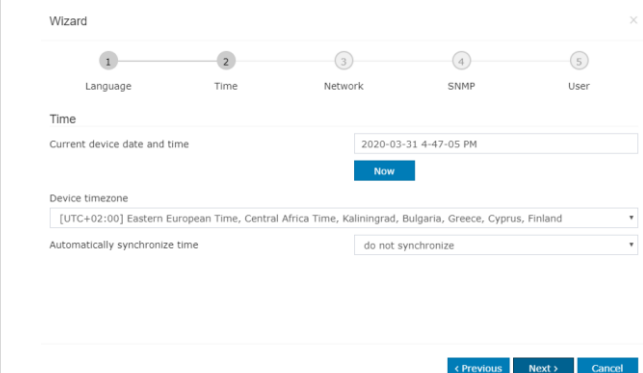 Wizard ×
1 2 3 4 5
Language Time Network SNMP User
Time
Current device date and time 2020-03-31 4-47-05 PM
Now
Device timezone
[UTC+02:00] Eastern European Time, Central Africa Time, Kaliningrad, Bulgaria, Greece, Cyprus, Finland
Automatically synchronize time do not synchronize
‹ Previous Next › Cancel